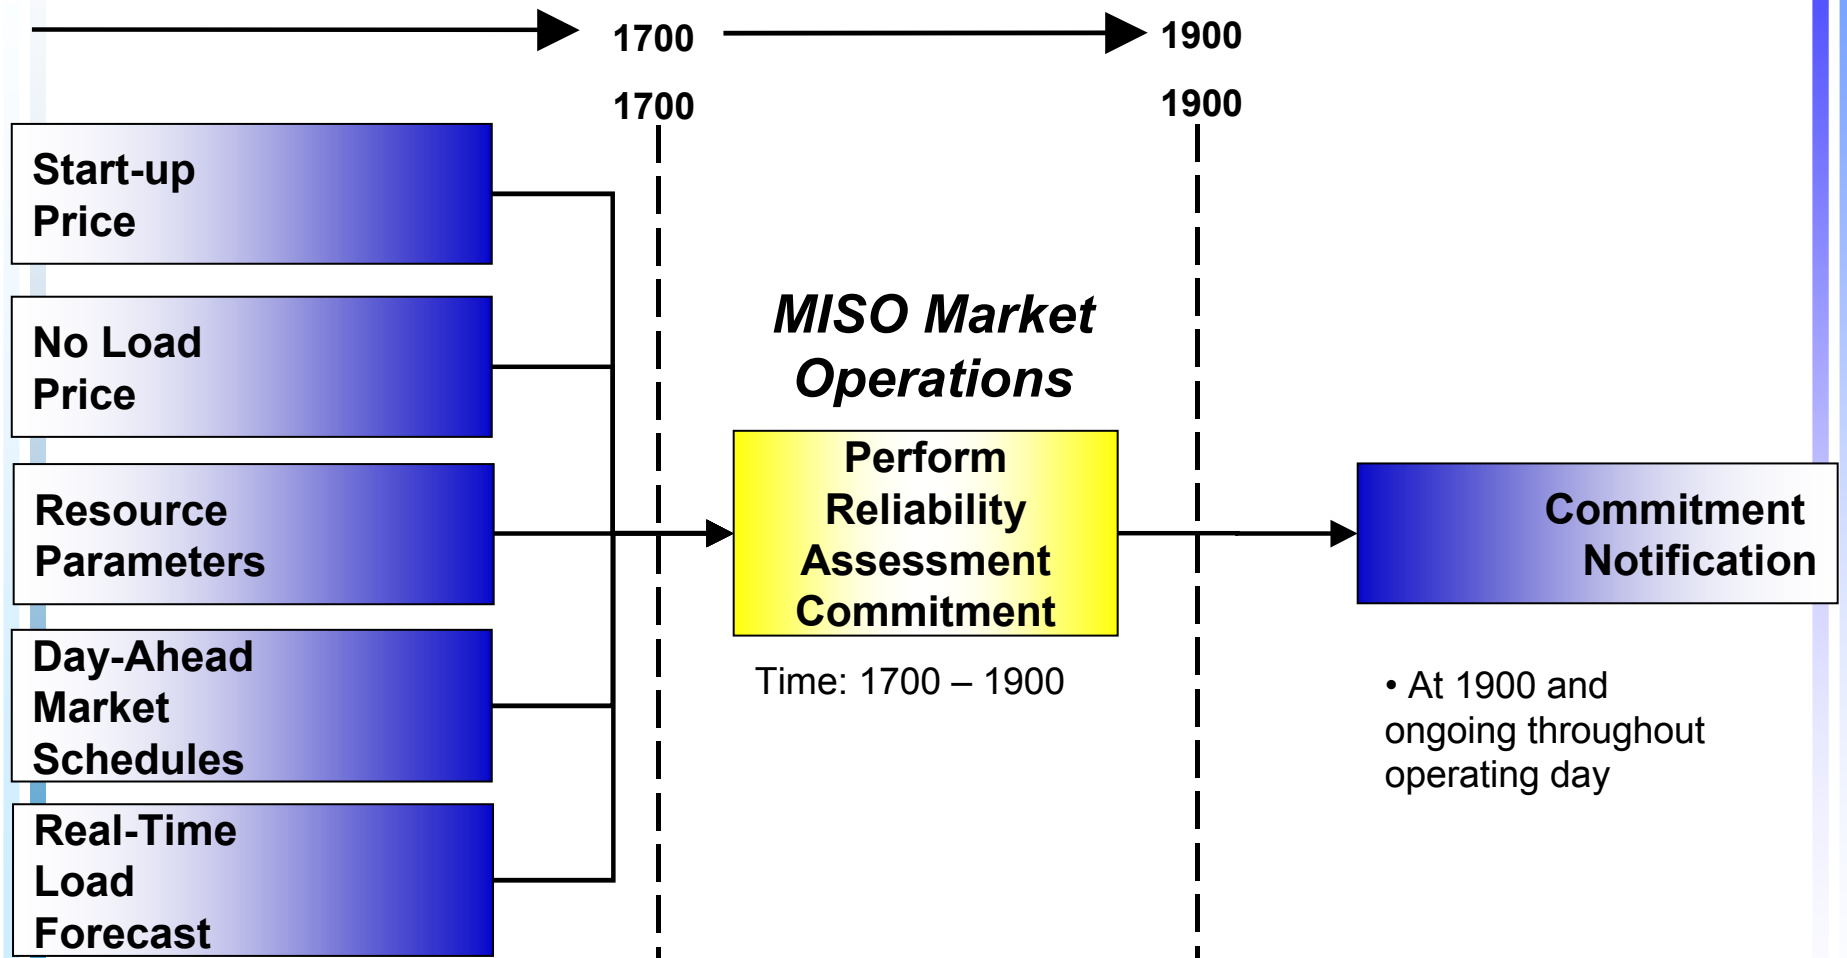 1700
1900
1700
1900
Start-up
Price
No Load
Price
Resource
Parameters
Day-Ahead
Market
Schedules
Real-Time
Load
Forecast
MISO Market
Operations
Perform
Reliability
Assessment
Commitment
Time: 1700 – 1900
Commitment
Notification
• At 1900 and
ongoing throughout
operating day